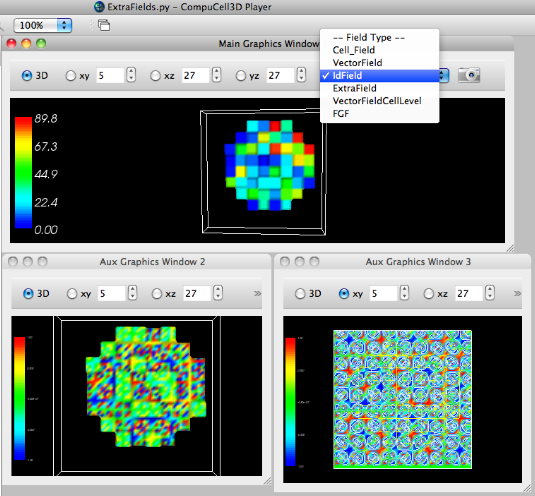 ExtraFields.py - CompuCell3D Player
100%
Main Graphics Window
-- Field Type --
Cell_Field
VectorField
✓ IdField
ExtraField
VectorFieldCellLevel
FGF
3D xy 5 xz 27 yz 27
89.8
67.3
44.9
22.4
0.00
Aux Graphics Window 2
3D xy 5 xz 27 »
Aux Graphics Window 3
3D xy 5 xz 27 »